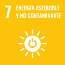 7 ENERGÍA ASEQUIBLE
Y NO CONTAMINANTE